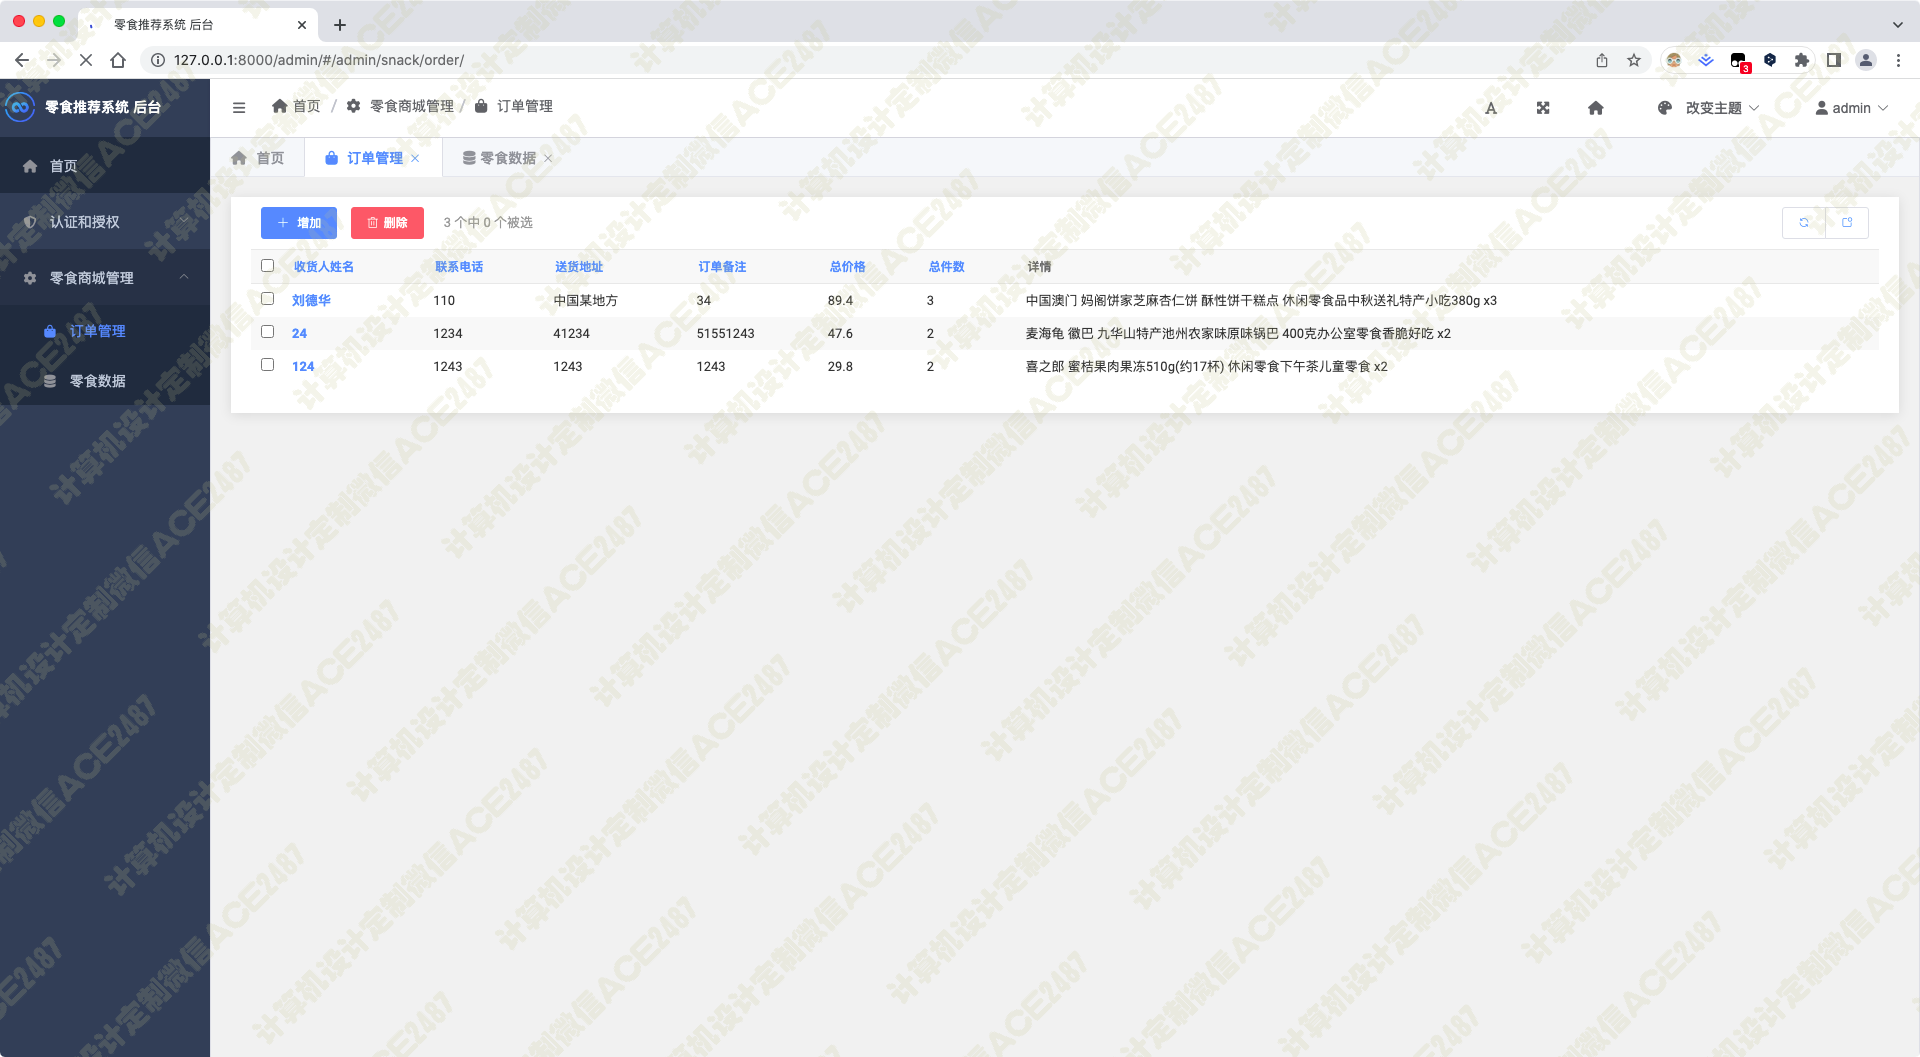 零食推荐系统 后台
127.0.0.1:8000/admin/#/admin/snack/order/
3
零食推荐系统 后台
首页 / 零食商城管理 / 订单管理
改变主题
admin
首页
认证和授权
零食商城管理
订单管理
零食数据
首页 订单管理 零食数据
增加 删除 3 个中 0 个被选
收货人姓名 联系电话 送货地址 订单备注 总价格 总件数 详情
刘德华 110 中国某地方 34 89.4 3 中国澳门 妈阁饼家芝麻杏仁饼 酥性饼干糕点 休闲零食品中秋送礼特产小吃380g x3
24 1234 41234 51551243 47.6 2 麦海龟 徽巴 九华山特产池州农家味原味锅巴 400克办公室零食香脆好吃 x2
124 1243 1243 1243 29.8 2 喜之郎 蜜桔果肉果冻510g(约17杯) 休闲零食下午茶儿童零食 x2
计算机设计定制微信ACE2487